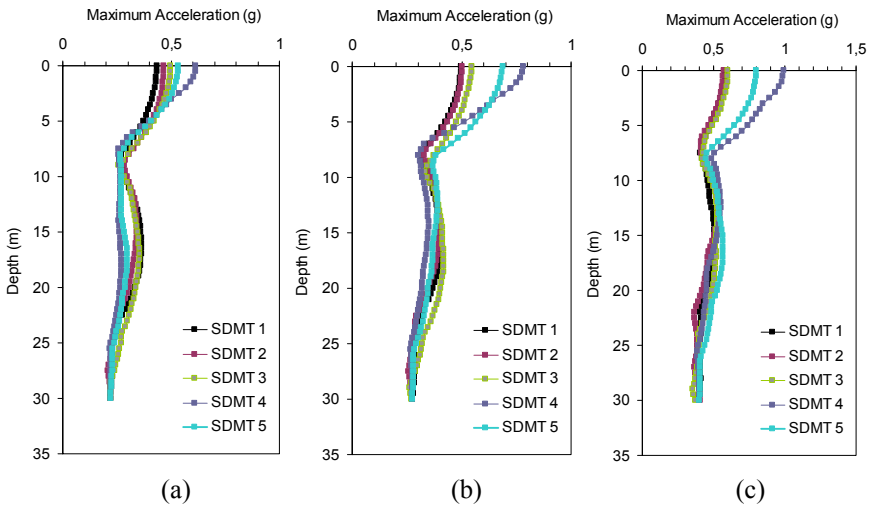 Maximum Acceleration (g)
0 0,5 1
0
5
10
15
20
25
30
35
Depth (m)
SDMT 1
SDMT 2
SDMT 3
SDMT 4
SDMT 5
(a)
Maximum Acceleration (g)
0 0,5 1
0
5
10
15
20
25
30
35
Depth (m)
SDMT 1
SDMT 2
SDMT 3
SDMT 4
SDMT 5
(b)
Maximum Acceleration (g)
0 0,5 1 1,5
0
5
10
15
20
25
30
35
Depth (m)
SDMT 1
SDMT 2
SDMT 3
SDMT 4
SDMT 5
(c)